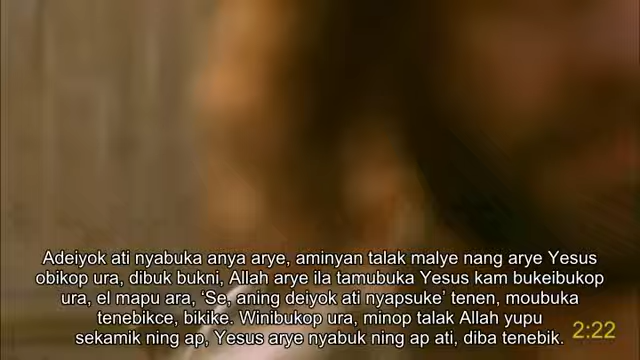 Adeiyok ati nyabuka anya arye, aminyan talak malye nang arye Yesus
obikop ura, dibuk bukni, Allah arye ila tamubuka Yesus kam bukeibukop
ura, el mapu ara, ‘Se, aning deiyok ati nyapsuke’ tenen, moubuka
tenebikce, bikike. Winibukop ura, minop talak Allah yupu
sekamik ning ap, Yesus arye nyabuk ning ap ati, diba tenebik.
2:22